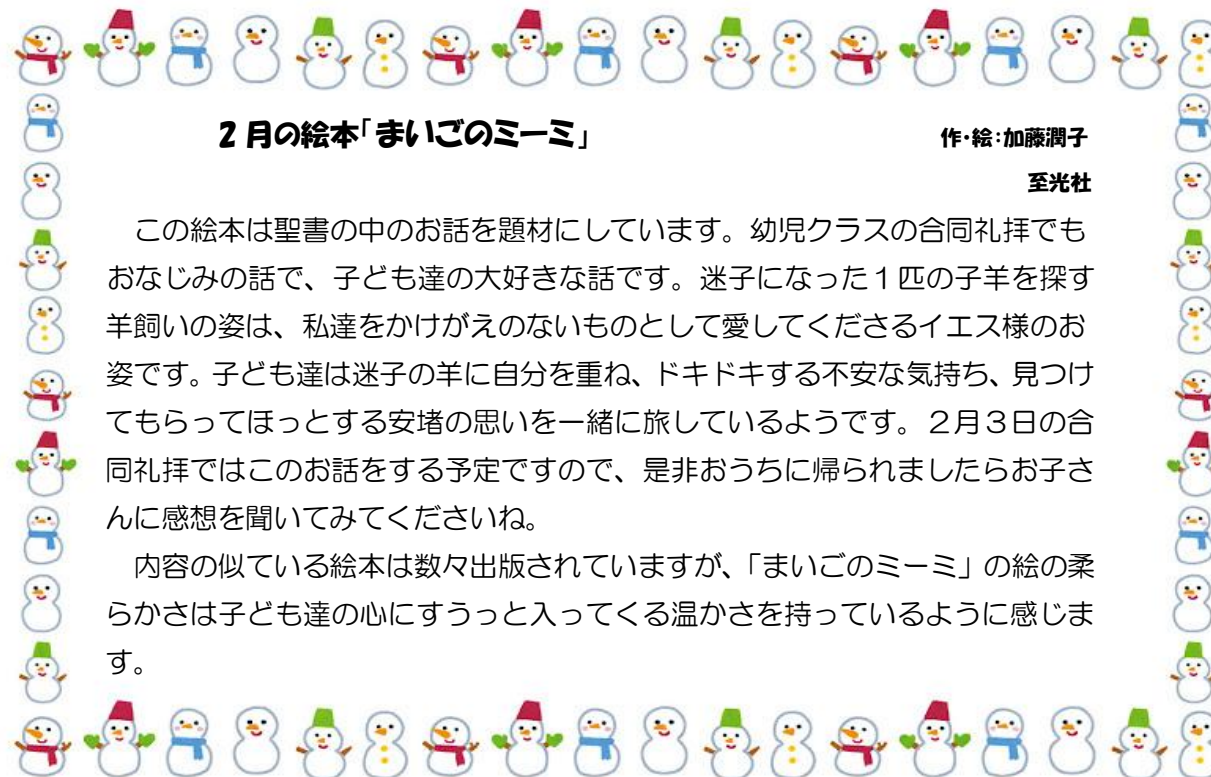 2月の絵本「まいごのミーミ」 作・絵:加藤潤子
至光社
この絵本は聖書の中のお話を題材にしています。幼児クラスの合同礼拝でも
おなじみの話で、子ども達の大好きな話です。迷子になった1匹の子羊を探す
羊飼いの姿は、私達をかけがえのないものとして愛してくださるイエス様のお
姿です。子ども達は迷子の羊に自分を重ね、ドキドキする不安な気持ち、見つけ
てもらってほっとする安堵の思いを一緒に旅しているようです。2月3日の合
同礼拝ではこのお話をする予定ですので、是非おうちに帰られましたらお子さ
んに感想を聞いてみてくださいね。
内容の似ている絵本は数々出版されていますが、「まいごのミーミ」の絵の柔
らかさは子ども達の心にすうっと入ってくる温かさを持っているように感じま
す。